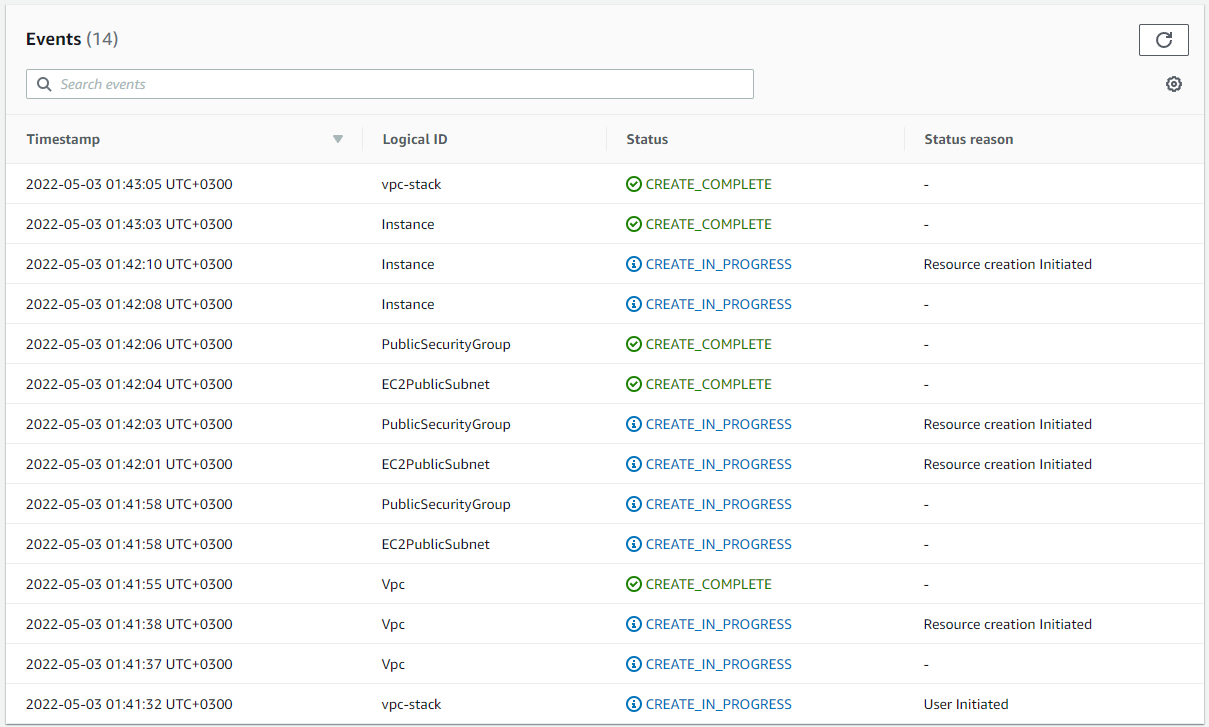 Events (14)
Search events
Timestamp Logical ID Status Status reason
2022-05-03 01:43:05 UTC+0300 vpc-stack CREATE_COMPLETE -
2022-05-03 01:43:03 UTC+0300 Instance CREATE_COMPLETE -
2022-05-03 01:42:10 UTC+0300 Instance CREATE_IN_PROGRESS Resource creation Initiated
2022-05-03 01:42:08 UTC+0300 Instance CREATE_IN_PROGRESS -
2022-05-03 01:42:06 UTC+0300 PublicSecurityGroup CREATE_COMPLETE -
2022-05-03 01:42:04 UTC+0300 EC2PublicSubnet CREATE_COMPLETE -
2022-05-03 01:42:03 UTC+0300 PublicSecurityGroup CREATE_IN_PROGRESS Resource creation Initiated
2022-05-03 01:42:01 UTC+0300 EC2PublicSubnet CREATE_IN_PROGRESS Resource creation Initiated
2022-05-03 01:41:58 UTC+0300 PublicSecurityGroup CREATE_IN_PROGRESS -
2022-05-03 01:41:58 UTC+0300 EC2PublicSubnet CREATE_IN_PROGRESS -
2022-05-03 01:41:55 UTC+0300 Vpc CREATE_COMPLETE -
2022-05-03 01:41:38 UTC+0300 Vpc CREATE_IN_PROGRESS Resource creation Initiated
2022-05-03 01:41:37 UTC+0300 Vpc CREATE_IN_PROGRESS -
2022-05-03 01:41:32 UTC+0300 vpc-stack CREATE_IN_PROGRESS User Initiated